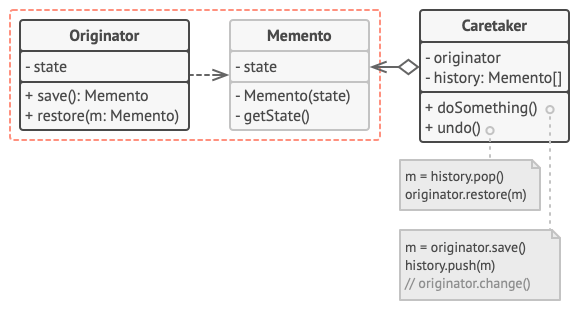 Originator
- state
+ save(): Memento
+ restore(m: Memento)
Memento
- state
- Memento(state)
- getState()
Caretaker
- originator
- history: Memento[]
+ doSomething()
+ undo()
m = history.pop()
originator.restore(m)
m = originator.save()
history.push(m)
// originator.change()